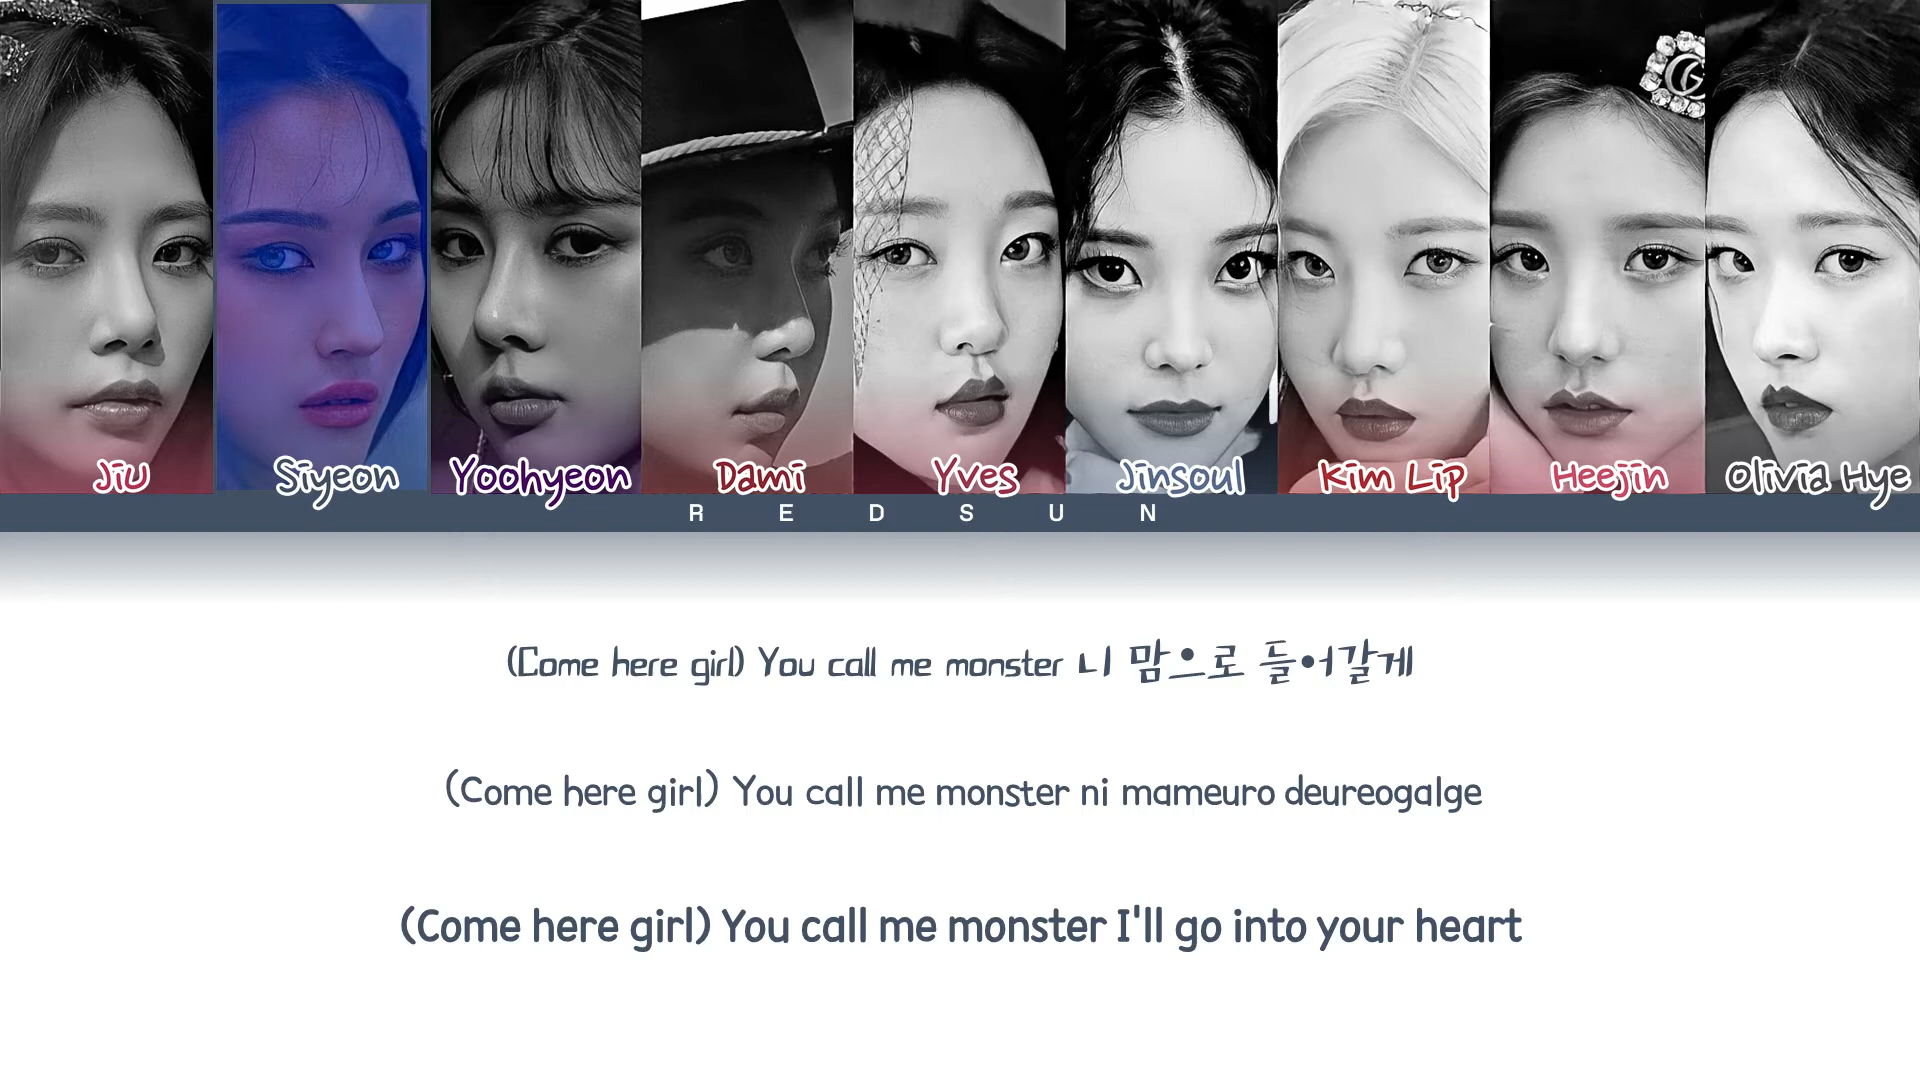 Jiu Siyeon Yoohyeon Dami Yves Jinsoul Kim Lip Heejin Olivia Hye
REDSUN
(Come here girl) You call me monster 니 맘으로 들어갈게
(Come here girl) You call me monster ni mameuro deureogalge
(Come here girl) You call me monster I'll go into your heart